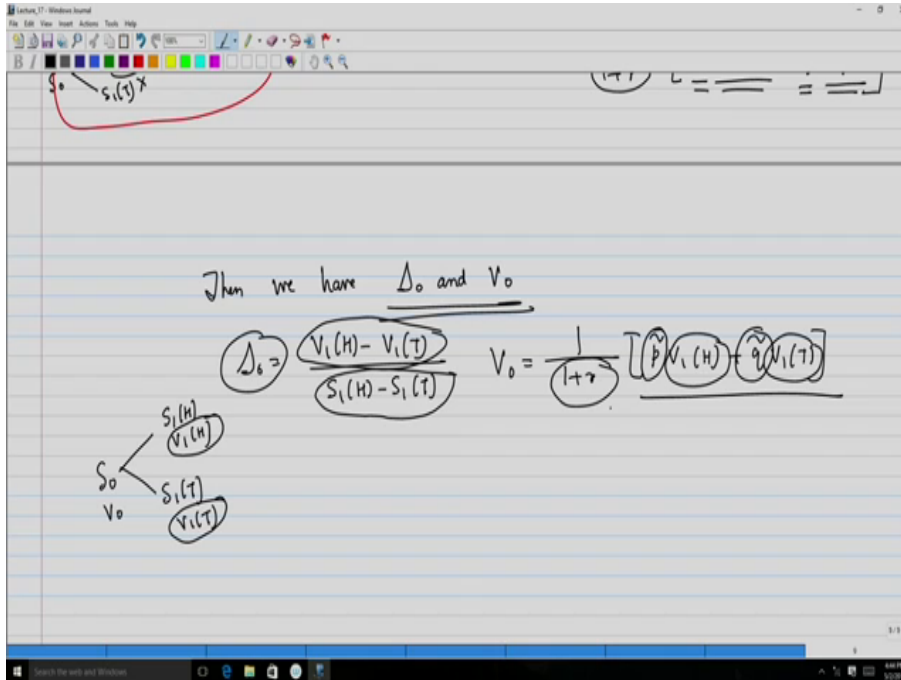 Lecture_17 - Windows Journal
File Edit View Insert Actions Tools Help
S₀ S₁(T) x
1+r
Then we have Δ₀ and V₀
Δ₀ = (V₁(H) - V₁(T)) / (S₁(H) - S₁(T)) V₀ = 1 / (1+r) [p̃ V₁(H) + q̃ V₁(T)]
S₁(H)
V₁(H)
S₀
V₀
S₁(T)
V₁(T)
Search the web and Windows